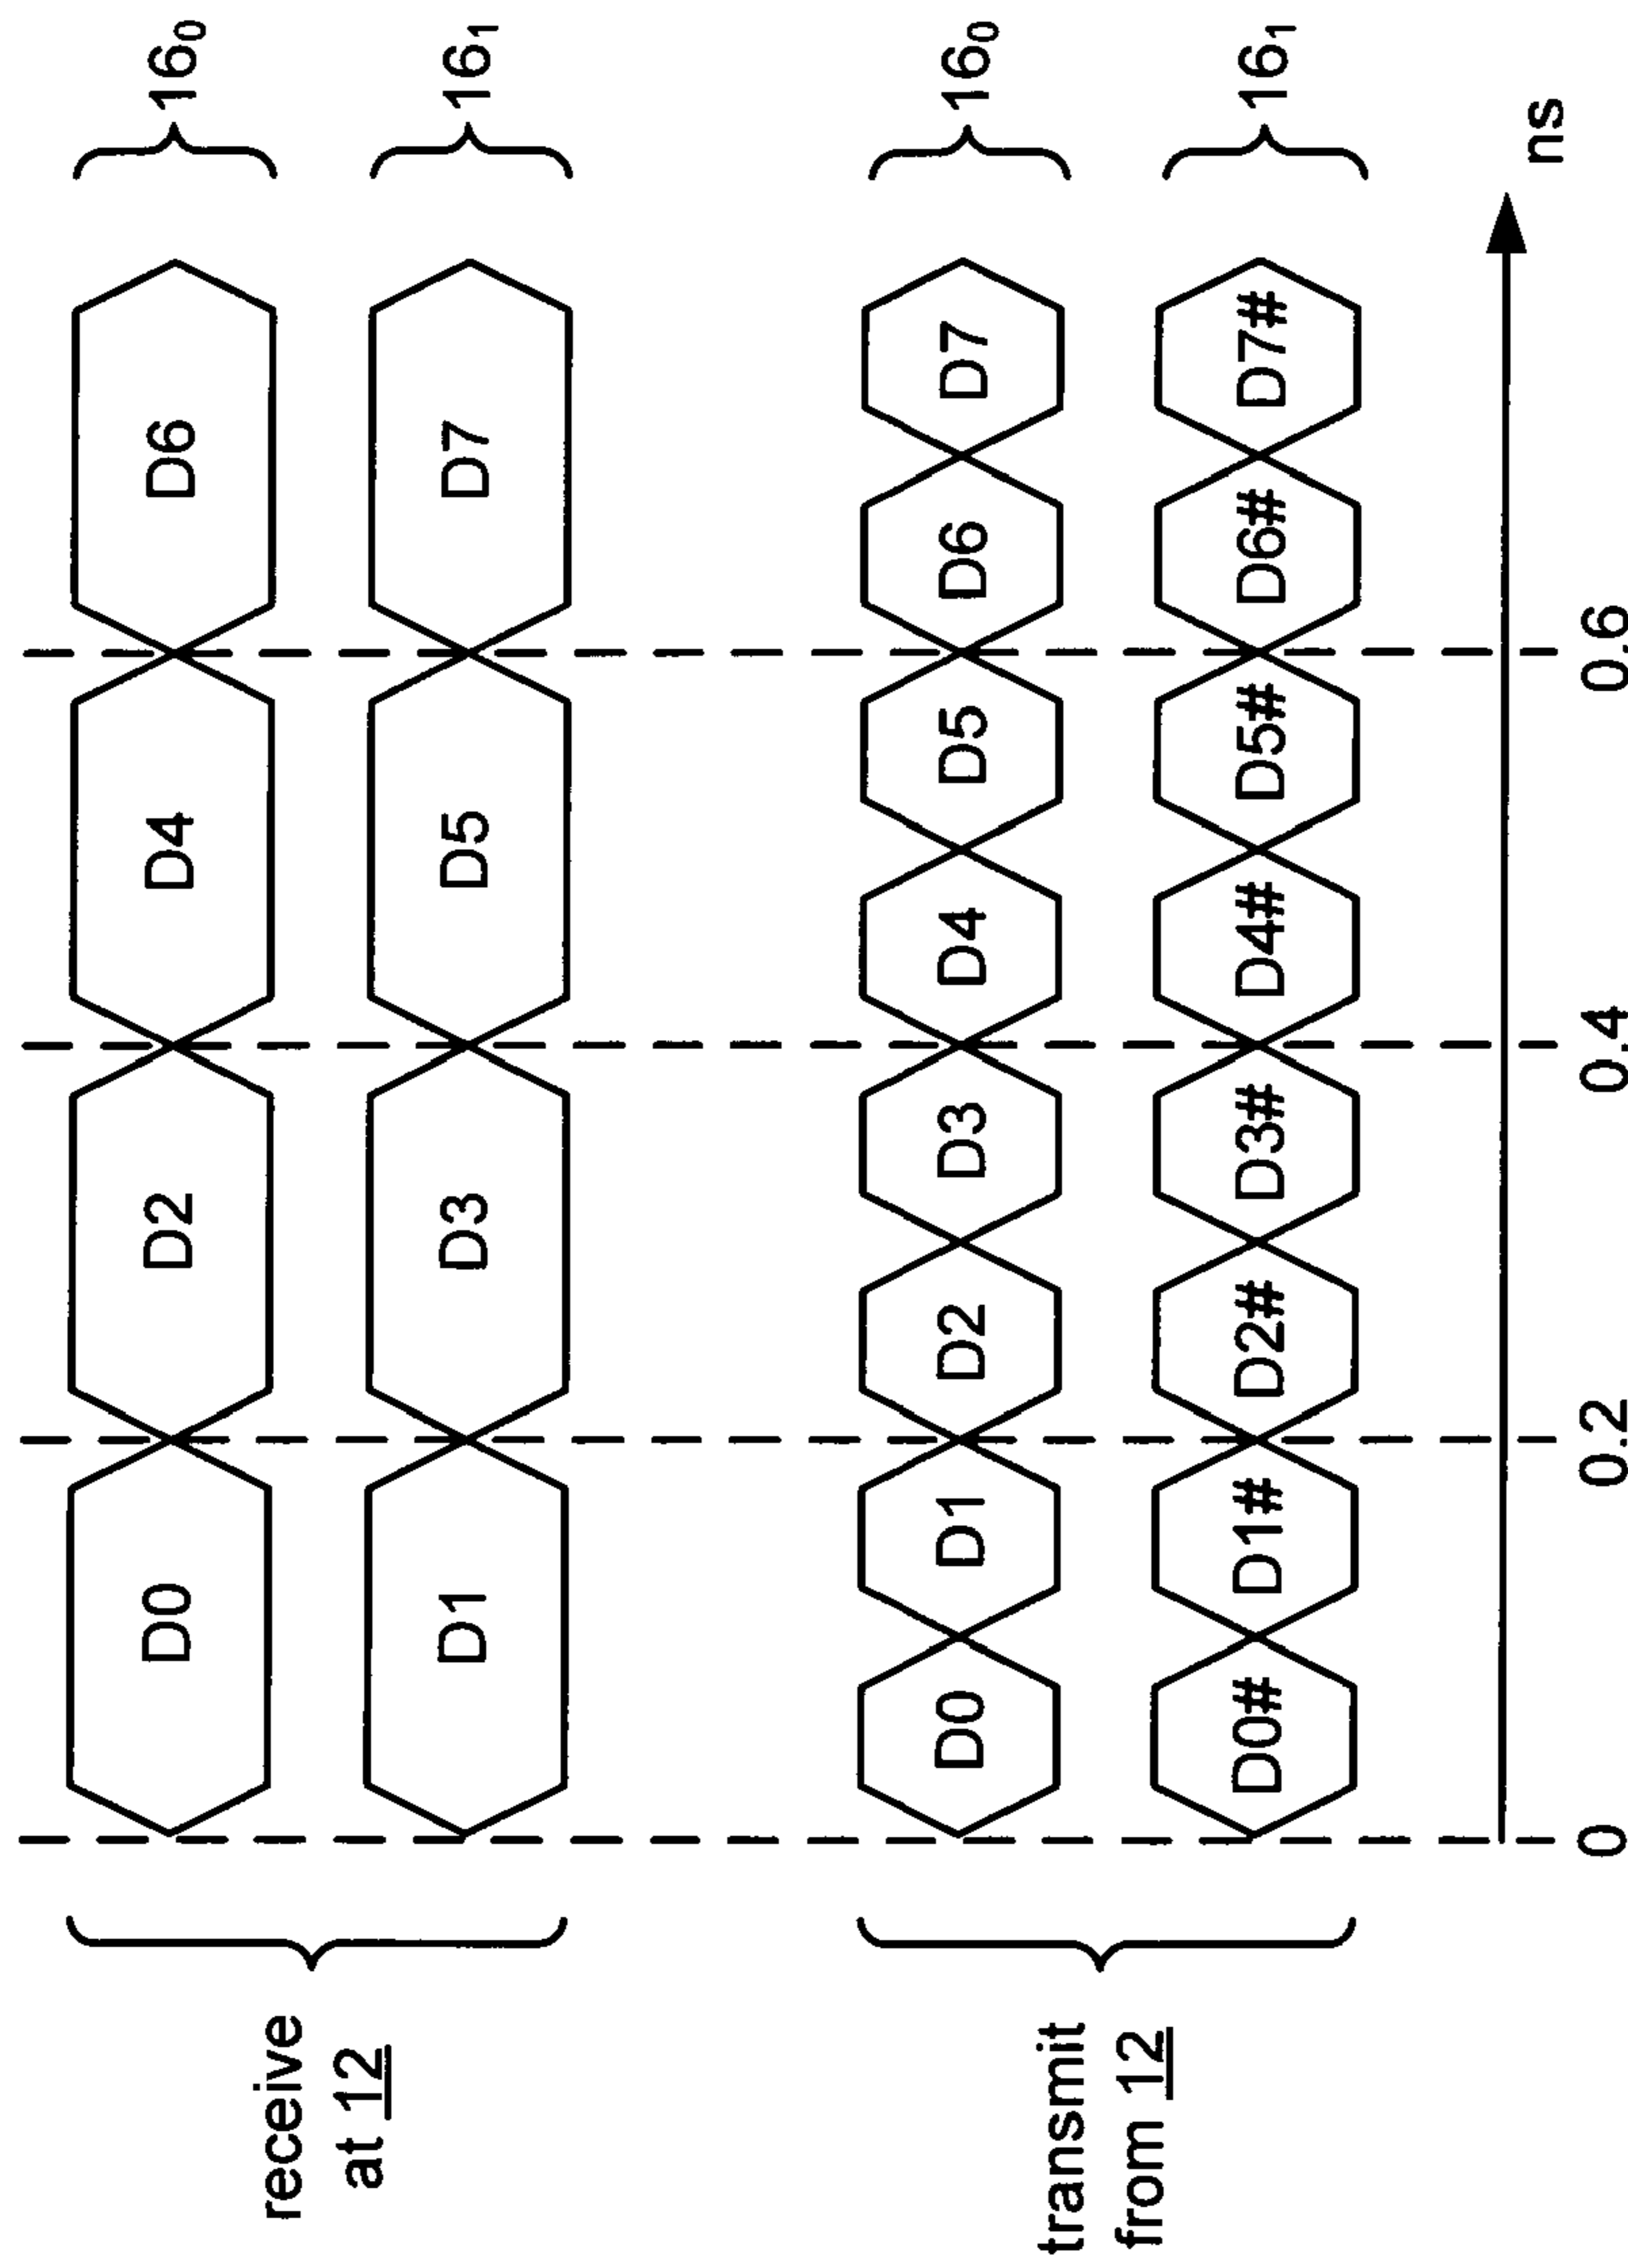 receive
at 12
D0 D2 D4 D6 16₀
D1 D3 D5 D7 16₁
transmit
from 12
D0 D1 D2 D3 D4 D5 D6 D7 16₀
D0# D1# D2# D3# D4# D5# D6# D7# 16₁
0 0.2 0.4 0.6 ns